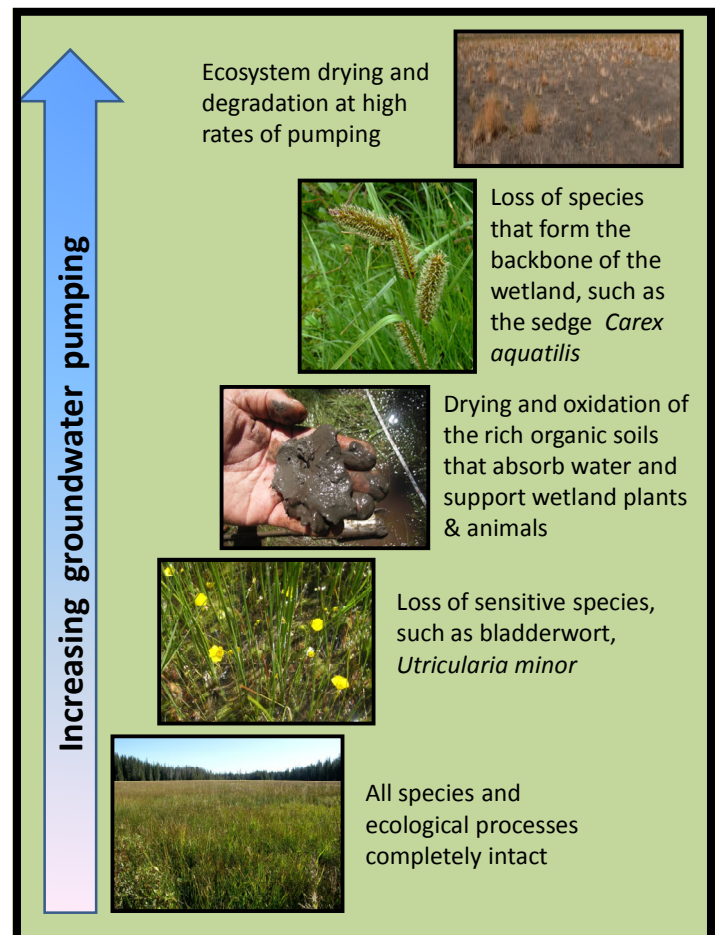 Ecosystem drying and
degradation at high
rates of pumping
Loss of species
that form the
backbone of the
wetland, such as
the sedge Carex
aquatilis
Increasing groundwater pumping
Drying and oxidation of
the rich organic soils
that absorb water and
support wetland plants
& animals
Loss of sensitive species,
such as bladderwort,
Utricularia minor
All species and
ecological processes
completely intact